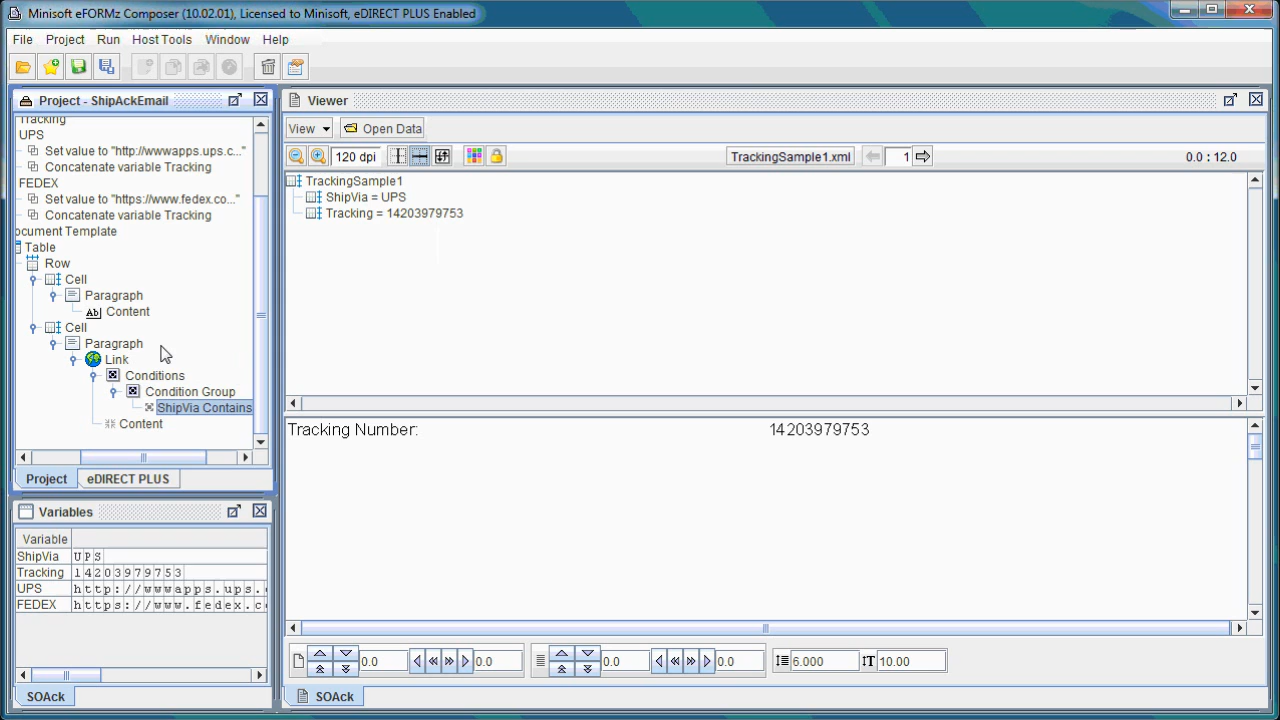 Minisoft eFORMz Composer (10.02.01), Licensed to Minisoft, eDIRECT PLUS Enabled
File Project Run Host Tools Window Help
Project - ShipAckEmail
Tracking
UPS
Set value to "http://wwwapps.ups.c..."
Concatenate variable Tracking
FEDEX
Set value to "https://www.fedex.co..."
Concatenate variable Tracking
ocument Template
Table
Row
Cell
Paragraph
Ab| Content
Cell
Paragraph
Link
Conditions
Condition Group
ShipVia Contains
Content
Project eDIRECT PLUS
Variables
Variable
ShipVia UPS
Tracking 14203979753
UPS http://wwwapps.ups.
FEDEX https://www.fedex.c
SOAck
Viewer
View Open Data
120 dpi TrackingSample1.xml 1 0.0 : 12.0
TrackingSample1
ShipVia = UPS
Tracking = 14203979753
Tracking Number: 14203979753
0.0 0.0 0.0 0.0 6.000 10.00
SOAck